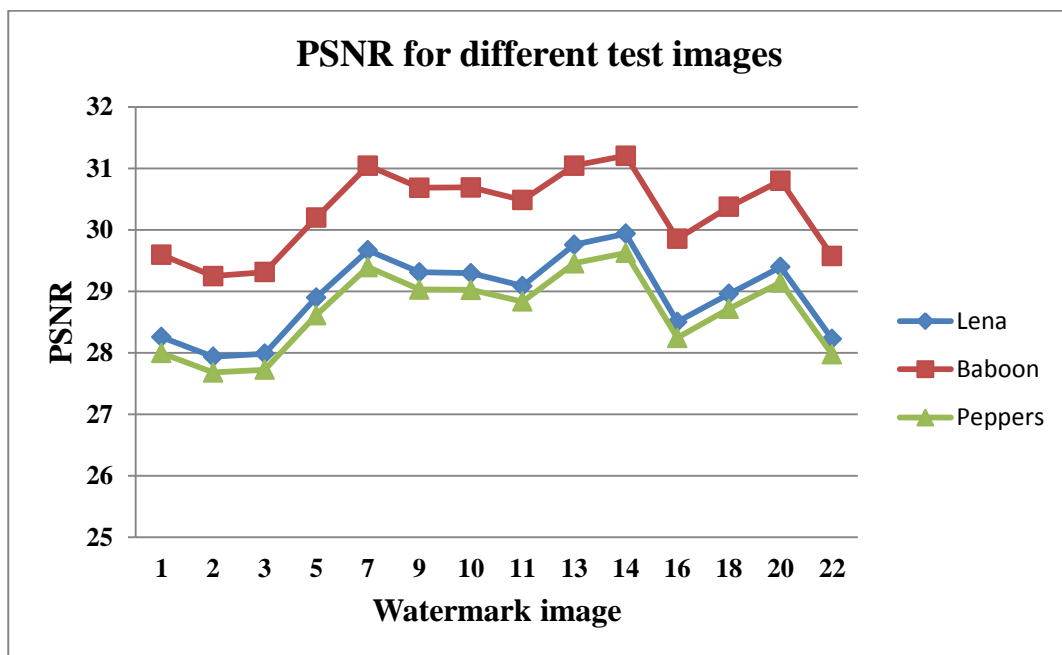 PSNR for different test images
PSNR
32
31
30
29
28
27
26
25
1 2 3 5 7 9 10 11 13 14 16 18 20 22
Watermark image
Lena
Baboon
Peppers